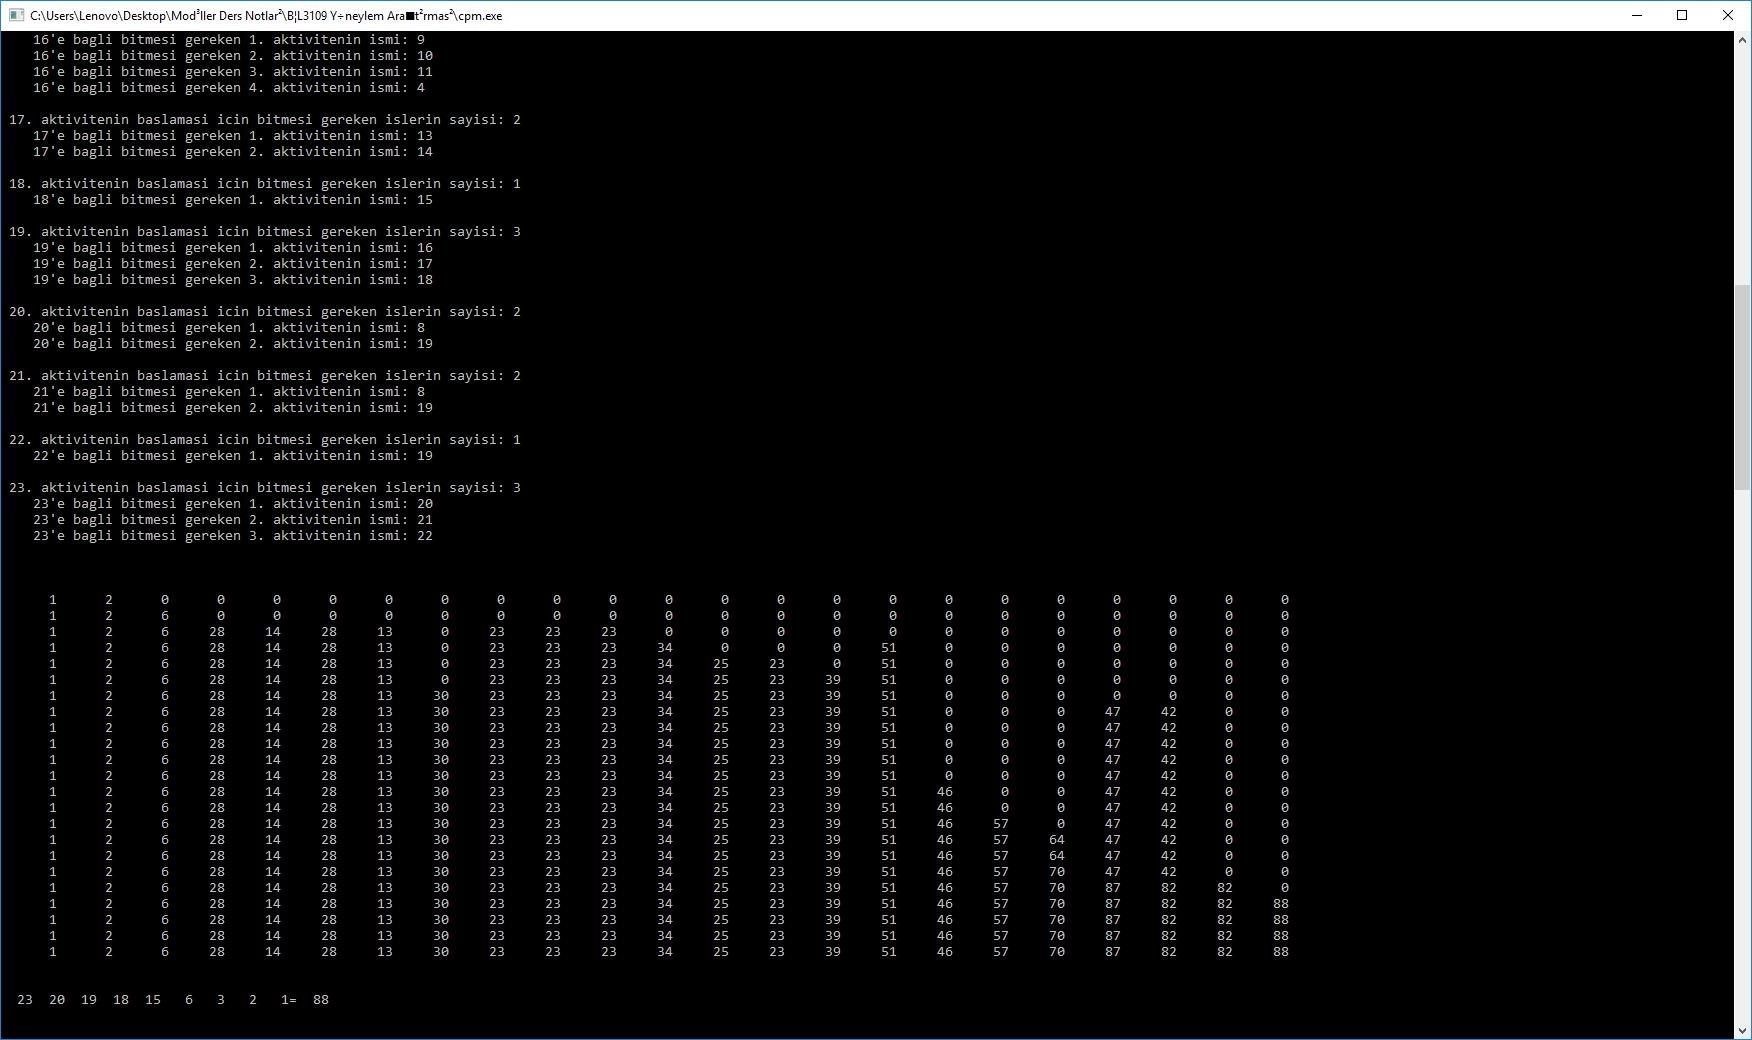 C:\Users\Lenovo\Desktop\Mod³ller Ders Notlar²\B¦L3109 Y÷neylem Ara■t²rmas²\cpm.exe
16'e bagli bitmesi gereken 1. aktivitenin ismi: 9
16'e bagli bitmesi gereken 2. aktivitenin ismi: 10
16'e bagli bitmesi gereken 3. aktivitenin ismi: 11
16'e bagli bitmesi gereken 4. aktivitenin ismi: 4
17. aktivitenin baslamasi icin bitmesi gereken islerin sayisi: 2
17'e bagli bitmesi gereken 1. aktivitenin ismi: 13
17'e bagli bitmesi gereken 2. aktivitenin ismi: 14
18. aktivitenin baslamasi icin bitmesi gereken islerin sayisi: 1
18'e bagli bitmesi gereken 1. aktivitenin ismi: 15
19. aktivitenin baslamasi icin bitmesi gereken islerin sayisi: 3
19'e bagli bitmesi gereken 1. aktivitenin ismi: 16
19'e bagli bitmesi gereken 2. aktivitenin ismi: 17
19'e bagli bitmesi gereken 3. aktivitenin ismi: 18
20. aktivitenin baslamasi icin bitmesi gereken islerin sayisi: 2
20'e bagli bitmesi gereken 1. aktivitenin ismi: 8
20'e bagli bitmesi gereken 2. aktivitenin ismi: 19
21. aktivitenin baslamasi icin bitmesi gereken islerin sayisi: 2
21'e bagli bitmesi gereken 1. aktivitenin ismi: 8
21'e bagli bitmesi gereken 2. aktivitenin ismi: 19
22. aktivitenin baslamasi icin bitmesi gereken islerin sayisi: 1
22'e bagli bitmesi gereken 1. aktivitenin ismi: 19
23. aktivitenin baslamasi icin bitmesi gereken islerin sayisi: 3
23'e bagli bitmesi gereken 1. aktivitenin ismi: 20
23'e bagli bitmesi gereken 2. aktivitenin ismi: 21
23'e bagli bitmesi gereken 3. aktivitenin ismi: 22
1 2 0 0 0 0 0 0 0 0 0 0 0 0 0 0 0 0 0 0 0 0 0
1 2 6 0 0 0 0 0 0 0 0 0 0 0 0 0 0 0 0 0 0 0 0
1 2 6 28 14 28 13 0 23 23 23 0 0 0 0 0 0 0 0 0 0 0 0
1 2 6 28 14 28 13 0 23 23 23 34 0 0 0 51 0 0 0 0 0 0 0
1 2 6 28 14 28 13 0 23 23 23 34 25 23 0 51 0 0 0 0 0 0 0
1 2 6 28 14 28 13 0 23 23 23 34 25 23 39 51 0 0 0 0 0 0 0
1 2 6 28 14 28 13 30 23 23 23 34 25 23 39 51 0 0 0 0 0 0 0
1 2 6 28 14 28 13 30 23 23 23 34 25 23 39 51 0 0 0 47 42 0 0
1 2 6 28 14 28 13 30 23 23 23 34 25 23 39 51 0 0 0 47 42 0 0
1 2 6 28 14 28 13 30 23 23 23 34 25 23 39 51 0 0 0 47 42 0 0
1 2 6 28 14 28 13 30 23 23 23 34 25 23 39 51 0 0 0 47 42 0 0
1 2 6 28 14 28 13 30 23 23 23 34 25 23 39 51 0 0 0 47 42 0 0
1 2 6 28 14 28 13 30 23 23 23 34 25 23 39 51 46 0 0 47 42 0 0
1 2 6 28 14 28 13 30 23 23 23 34 25 23 39 51 46 0 0 47 42 0 0
1 2 6 28 14 28 13 30 23 23 23 34 25 23 39 51 46 57 0 47 42 0 0
1 2 6 28 14 28 13 30 23 23 23 34 25 23 39 51 46 57 64 47 42 0 0
1 2 6 28 14 28 13 30 23 23 23 34 25 23 39 51 46 57 64 47 42 0 0
1 2 6 28 14 28 13 30 23 23 23 34 25 23 39 51 46 57 70 47 42 0 0
1 2 6 28 14 28 13 30 23 23 23 34 25 23 39 51 46 57 70 87 82 82 0
1 2 6 28 14 28 13 30 23 23 23 34 25 23 39 51 46 57 70 87 82 82 88
1 2 6 28 14 28 13 30 23 23 23 34 25 23 39 51 46 57 70 87 82 82 88
1 2 6 28 14 28 13 30 23 23 23 34 25 23 39 51 46 57 70 87 82 82 88
1 2 6 28 14 28 13 30 23 23 23 34 25 23 39 51 46 57 70 87 82 82 88
23 20 19 18 15 6 3 2 1= 88